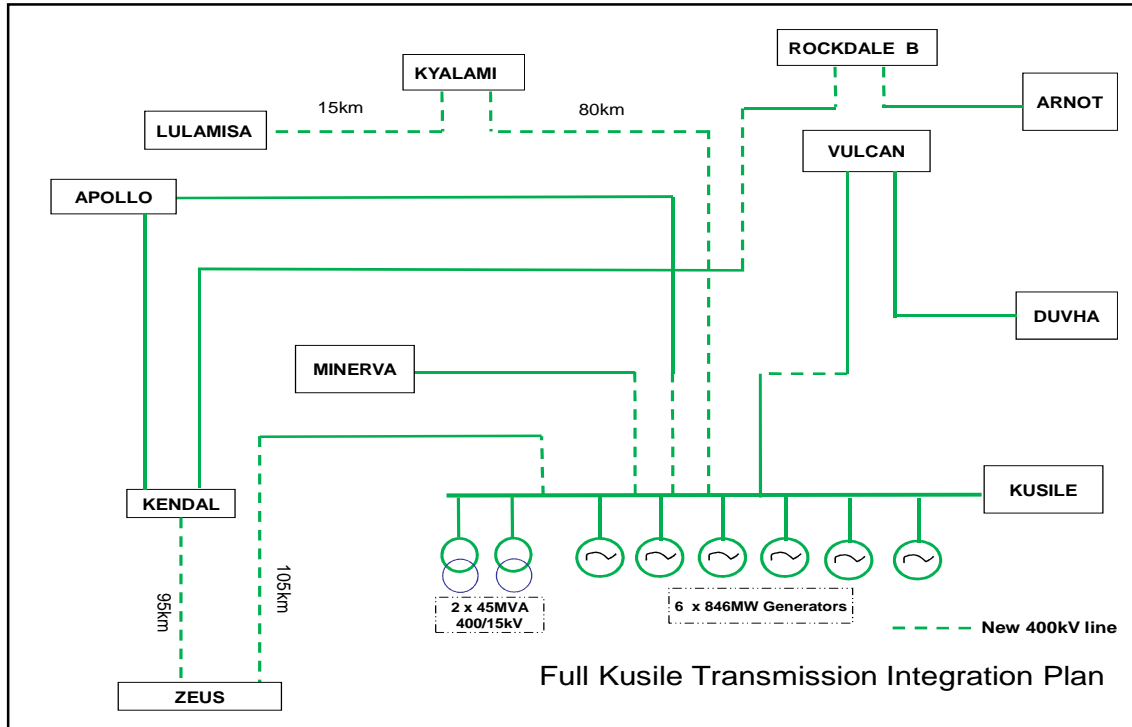 ROCKDALE B
KYALAMI
ARNOT
15km
80km
LULAMISA
VULCAN
APOLLO
DUVHA
MINERVA
KENDAL
KUSILE
95km
105km
2 x 45MVA
400/15kV
6 x 846MW Generators
New 400kV line
Full Kusile Transmission Integration Plan
ZEUS